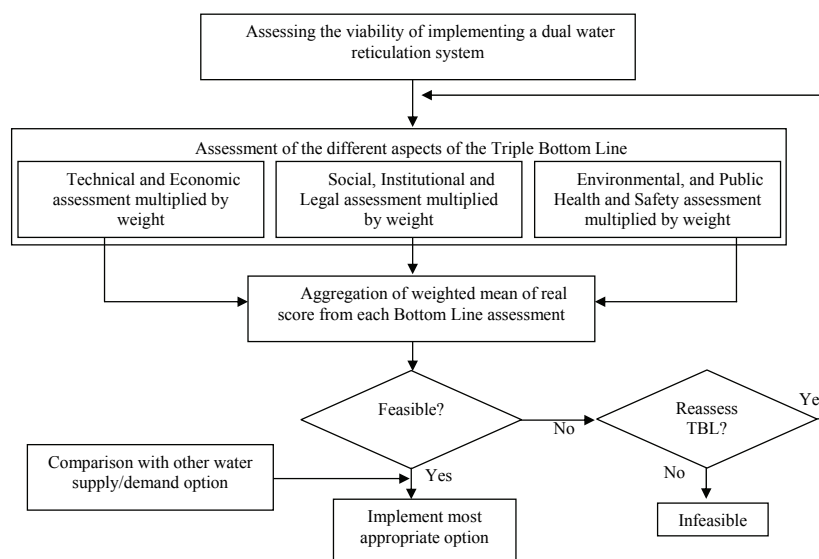 Assessing the viability of implementing a dual water
reticulation system
Assessment of the different aspects of the Triple Bottom Line
Technical and Economic
assessment multiplied by
weight
Social, Institutional and
Legal assessment multiplied
by weight
Environmental, and Public
Health and Safety assessment
multiplied by weight
Aggregation of weighted mean of real
score from each Bottom Line assessment
Feasible?
No
Reassess
TBL?
Ye
Comparison with other water
supply/demand option
Yes
No
Implement most
appropriate option
Infeasible